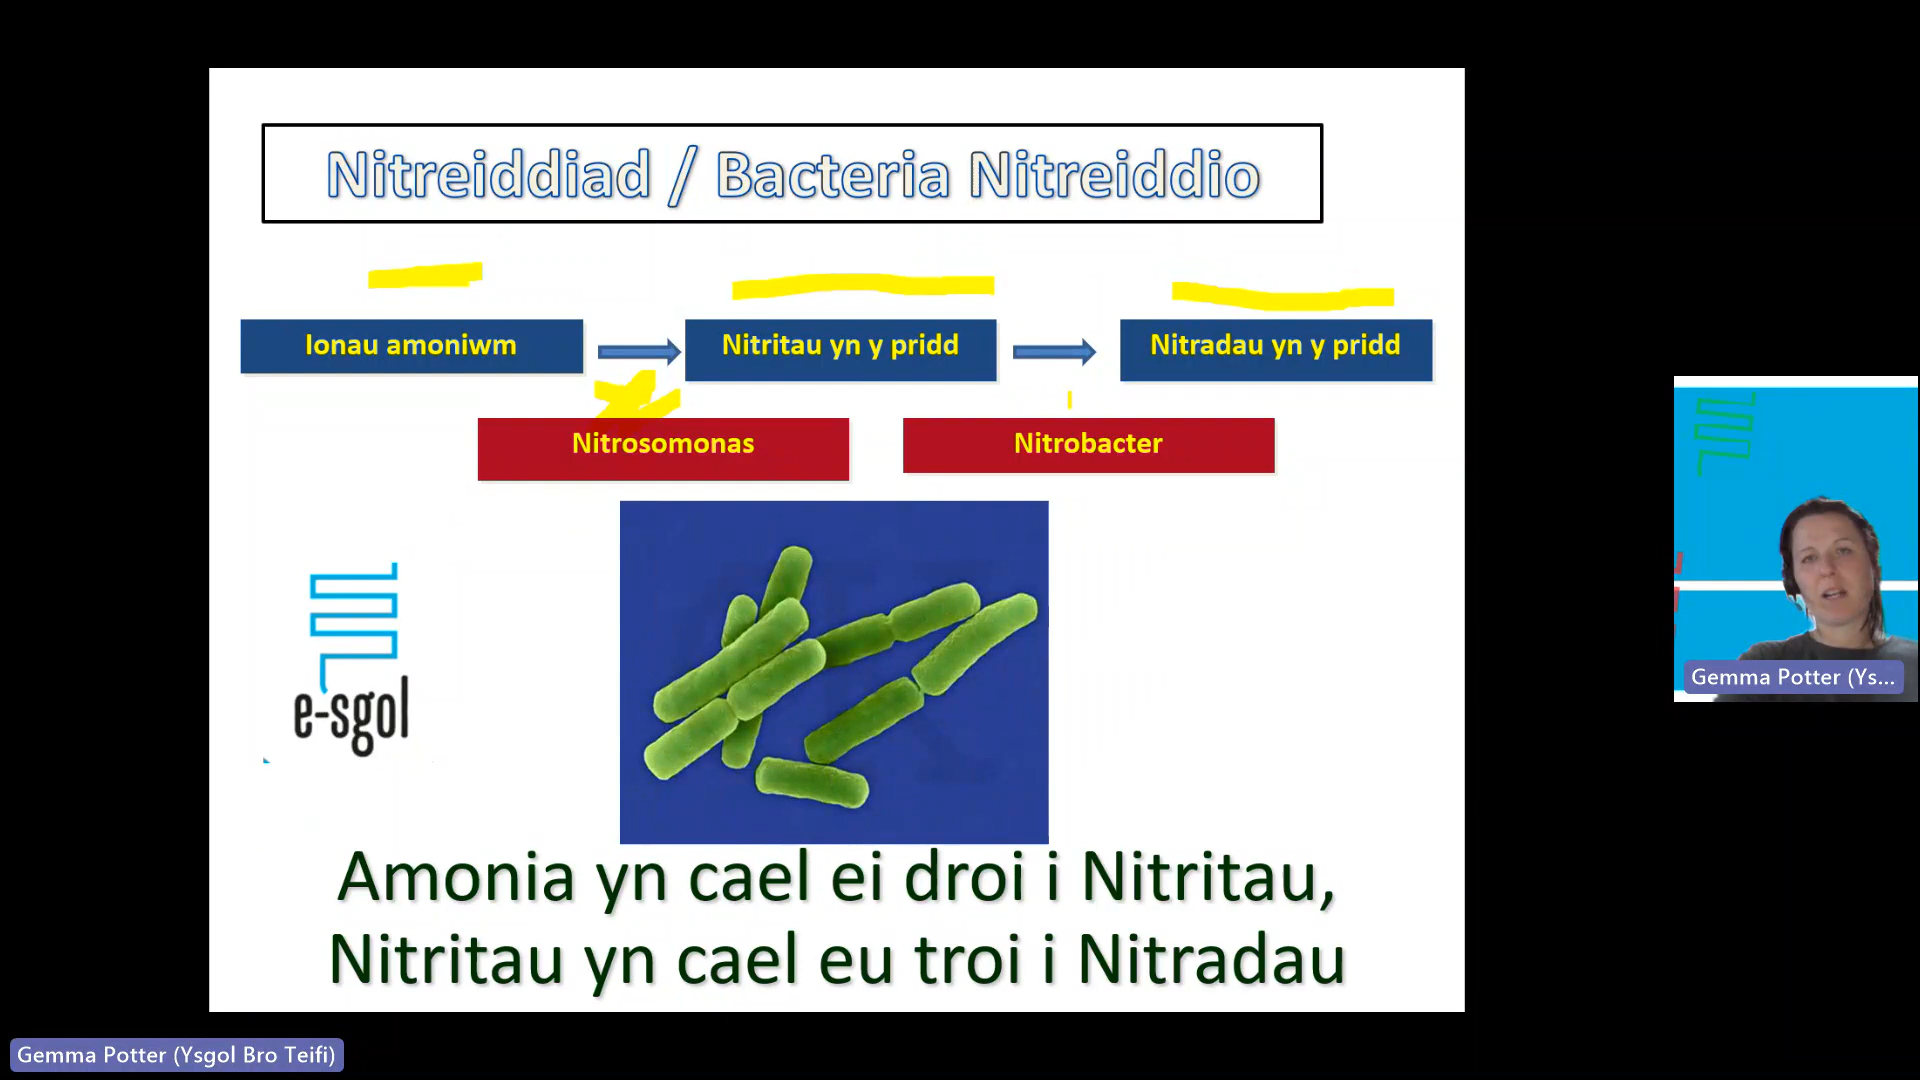 Nitreiddiad / Bacteria Nitreiddio
Ionau amoniwm
Nitritau yn y pridd
Nitradau yn y pridd
Nitrosomonas
Nitrobacter
e-sgol
Amonia yn cael ei droi i Nitritau,
Nitritau yn cael eu troi i Nitradau
Gemma Potter (Ys...
Gemma Potter (Ysgol Bro Teifi)